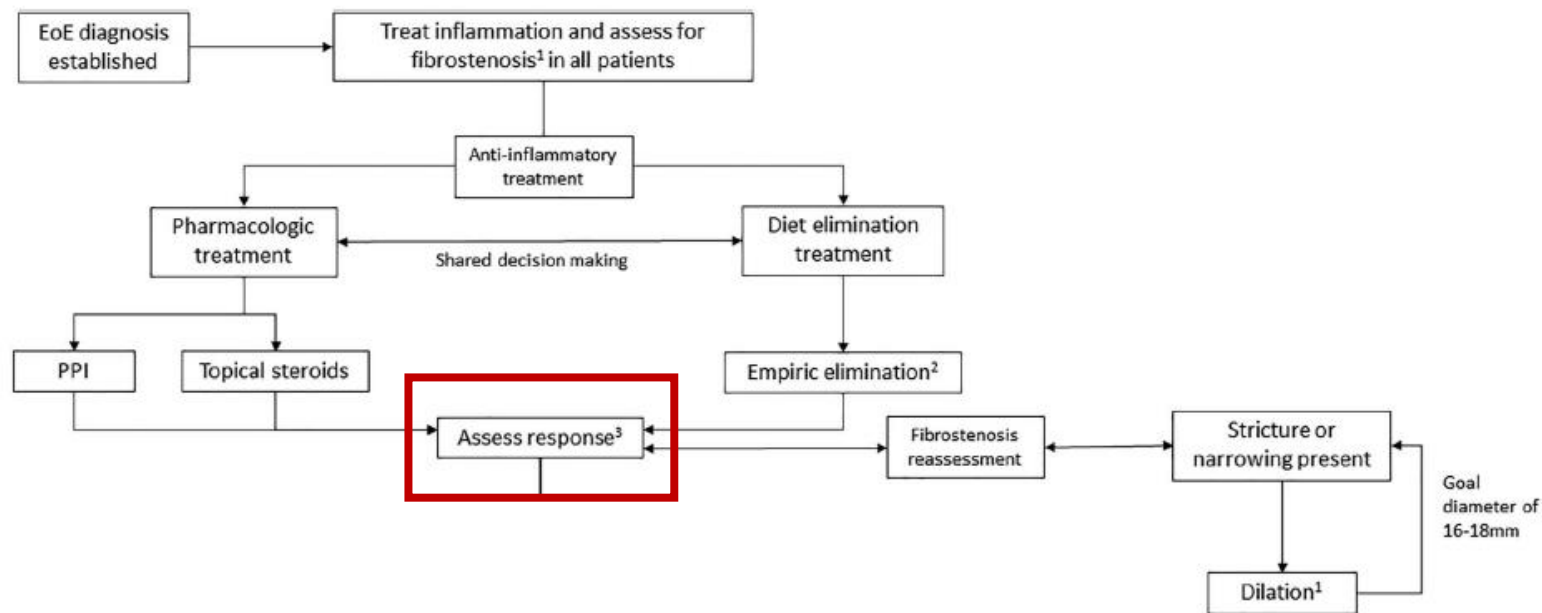 EoE diagnosis
established
Treat inflammation and assess for
fibrostenosis¹ in all patients
Anti-inflammatory
treatment
Pharmacologic
treatment
Shared decision making
Diet elimination
treatment
PPI
Topical steroids
Empiric elimination²
Assess response³
Fibrostenosis
reassessment
Stricture or
narrowing present
Goal
diameter of
16-18mm
Dilation¹